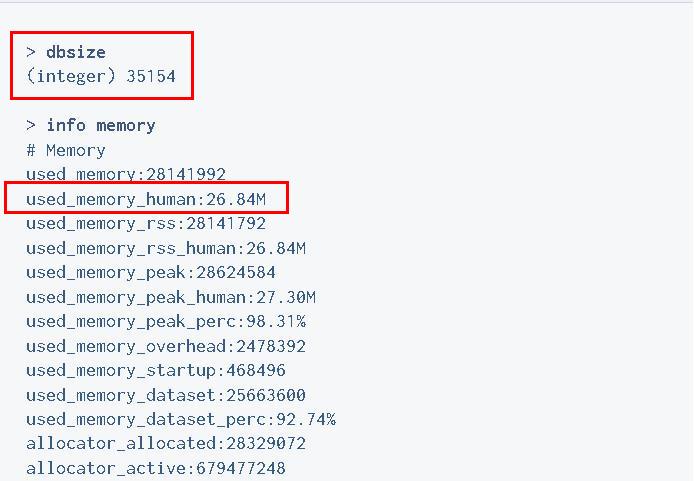 > dbsize
(integer) 35154
> info memory
# Memory
used_memory:28141992
used_memory_human:26.84M
used_memory_rss:28141792
used_memory_rss_human:26.84M
used_memory_peak:28624584
used_memory_peak_human:27.30M
used_memory_peak_perc:98.31%
used_memory_overhead:2478392
used_memory_startup:468496
used_memory_dataset:25663600
used_memory_dataset_perc:92.74%
allocator_allocated:28329072
allocator_active:679477248